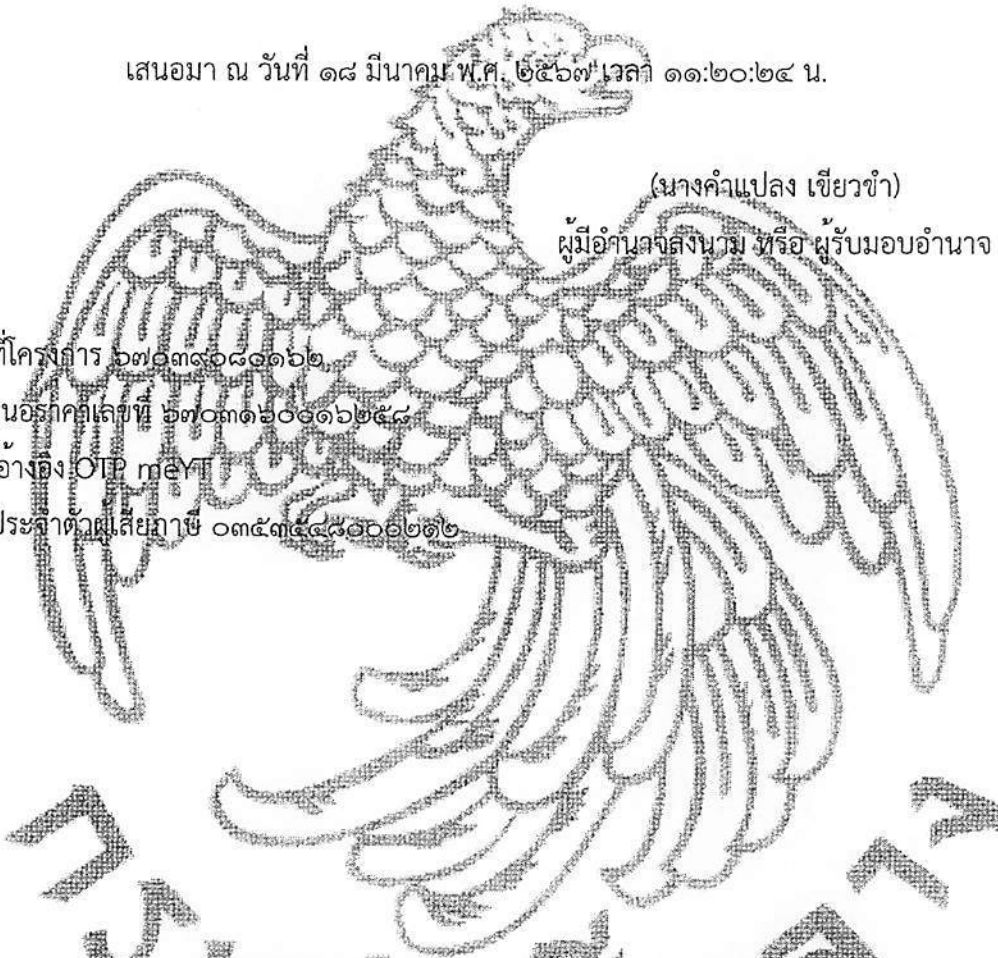 เสนอมา ณ วันที่ ๑๘ มีนาคม พ.ศ. ๒๕๖๗ เวลา ๑๑:๒๐:๒๔ น.
(นางคำแปลง เขียวขำ)
ผู้มีอำนาจลงนาม หรือ ผู้รับมอบอำนาจ
ที่โครงการ ๖๗๐๓๙๐๘๐๑๖๒
นอราคาเลขที่ ๖๗๐๓๑๖๐๐๑๖๒๕๘
อ้างอิง OTP meYT
ประจำตัวผู้เสียภาษี ๐๓๕๓๕๔๘๐๐๐๒๑๒